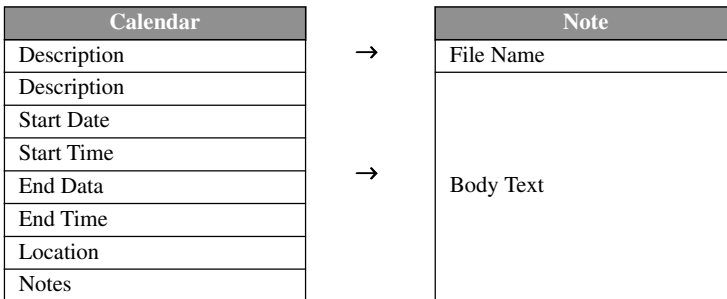 Calendar → Note
Description → File Name
Description
Start Date
Start Time
End Data → Body Text
End Time
Location
Notes